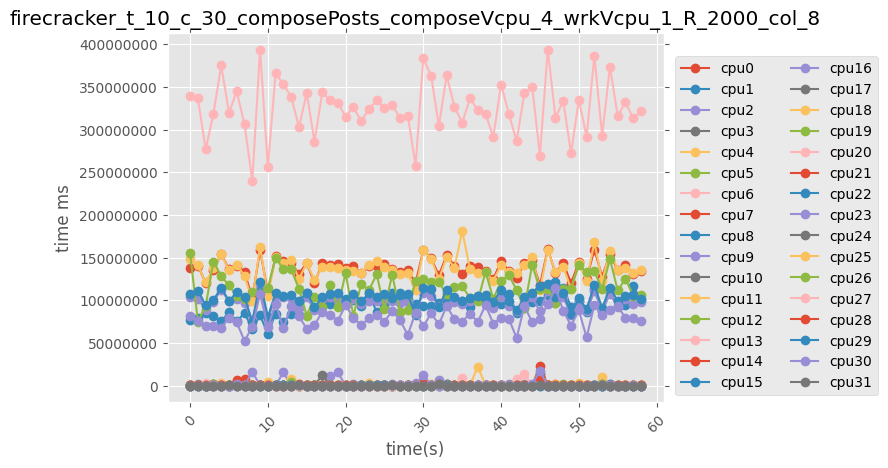 firecracker_t_10_c_30_composePosts_composeVcpu_4_wrkVcpu_1_R_2000_col_8
400000000
350000000
300000000
250000000
200000000
150000000
100000000
50000000
0
time ms
0
10
20
30
40
50
60
time(s)
cpu0
cpu1
cpu2
cpu3
cpu4
cpu5
cpu6
cpu7
cpu8
cpu9
cpu10
cpu11
cpu12
cpu13
cpu14
cpu15
cpu16
cpu17
cpu18
cpu19
cpu20
cpu21
cpu22
cpu23
cpu24
cpu25
cpu26
cpu27
cpu28
cpu29
cpu30
cpu31